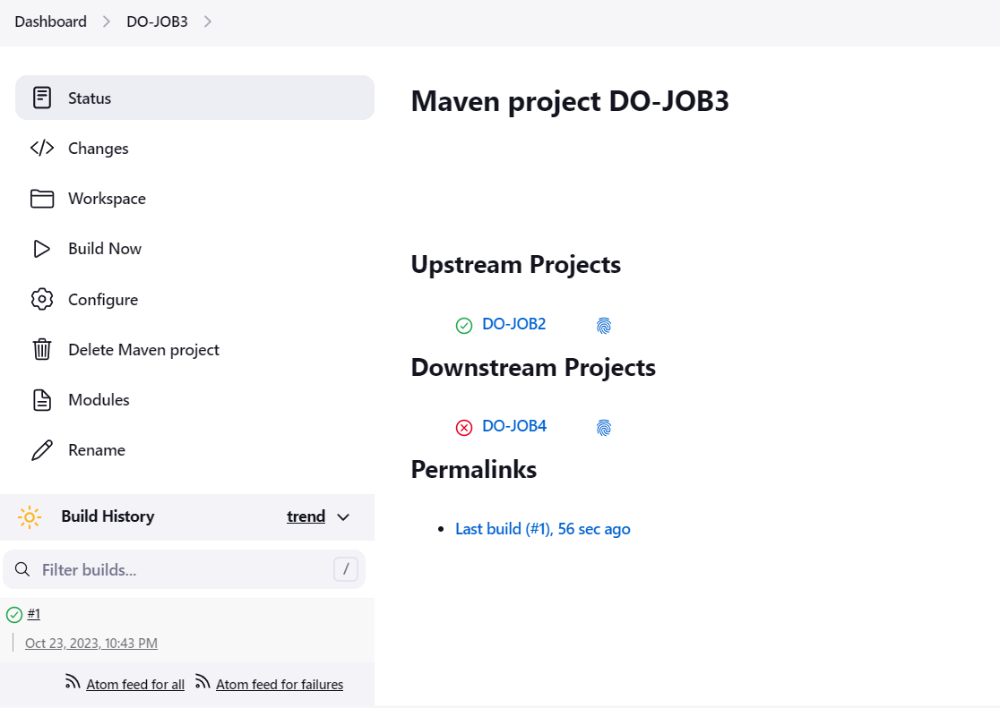 Dashboard > DO-JOB3 >
Status
Changes
Workspace
Build Now
Configure
Delete Maven project
Modules
Rename
Build History trend
Filter builds... /
#1
Oct 23, 2023, 10:43 PM
Atom feed for all Atom feed for failures
Maven project DO-JOB3
Upstream Projects
DO-JOB2
Downstream Projects
DO-JOB4
Permalinks
• Last build (#1), 56 sec ago